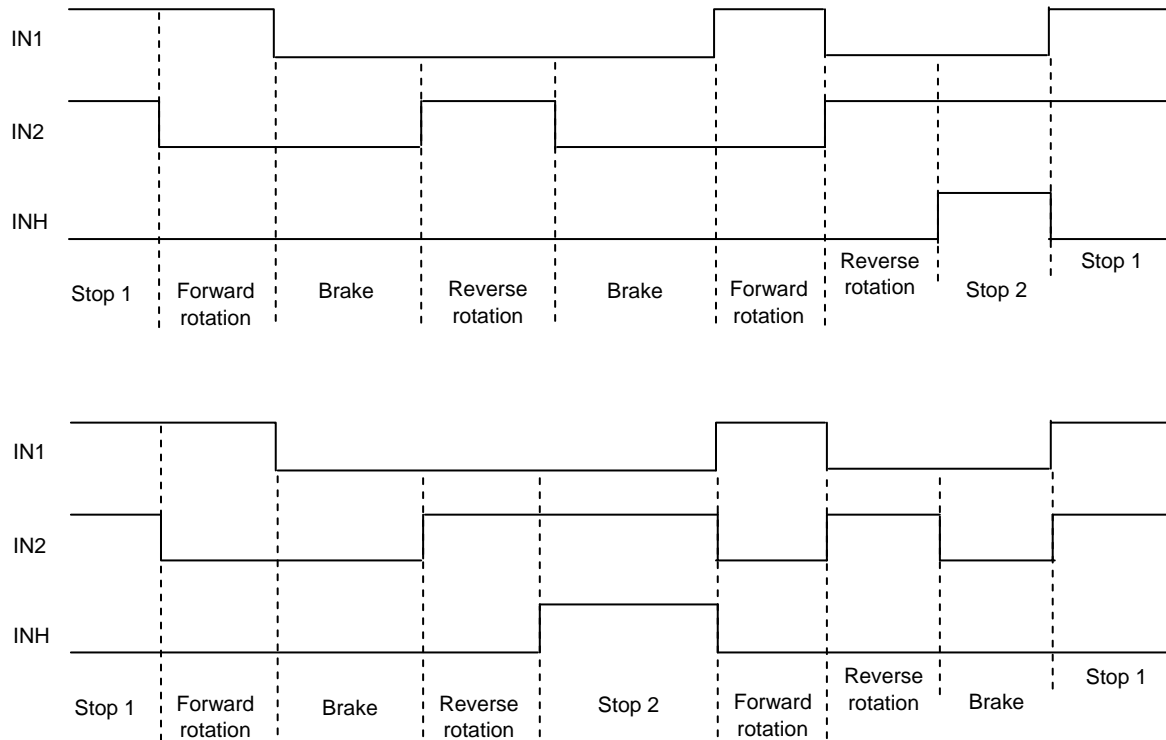 IN1
IN2
INH
Stop 1
Forward
rotation
Brake
Reverse
rotation
Brake
Forward
rotation
Reverse
rotation
Stop 2
Stop 1
IN1
IN2
INH
Stop 1
Forward
rotation
Brake
Reverse
rotation
Stop 2
Forward
rotation
Reverse
rotation
Brake
Stop 1